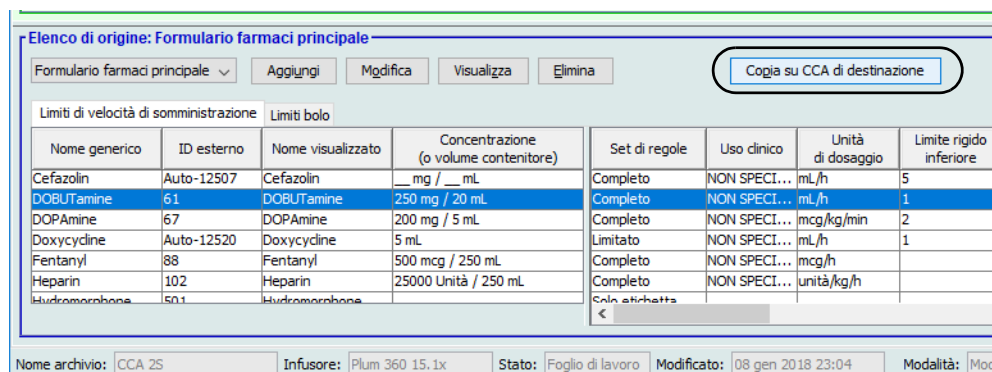 Elenco di origine: Formulario farmaci principale
Formulario farmaci principale Aggiungi Modifica Visualizza Elimina Copia su CCA di destinazione
Limiti di velocità di somministrazione Limiti bolo
Nome generico ID esterno Nome visualizzato Concentrazione (o volume contenitore) Set di regole Uso clinico Unità di dosaggio Limite rigido inferiore
Cefazolin Auto-12507 Cefazolin __ mg / __ mL Completo NON SPECI... mL/h 5
DOBUTamine 61 DOBUTamine 250 mg / 20 mL Completo NON SPECI... mL/h 1
DOPAmine 67 DOPAmine 200 mg / 5 mL Completo NON SPECI... mcg/kg/min 2
Doxycycline Auto-12520 Doxycycline 5 mL Limitato NON SPECI... mL/h 1
Fentanyl 88 Fentanyl 500 mcg / 250 mL Completo NON SPECI... mcg/h
Heparin 102 Heparin 25000 Unità / 250 mL Completo NON SPECI... unità/kg/h
Hydromorphone 501 Hydromorphone Solo etichetta
Nome archivio: CCA 2S Infusore: Plum 360 15.1x Stato: Foglio di lavoro Modificato: 08 gen 2018 23:04 Modalità: Mod